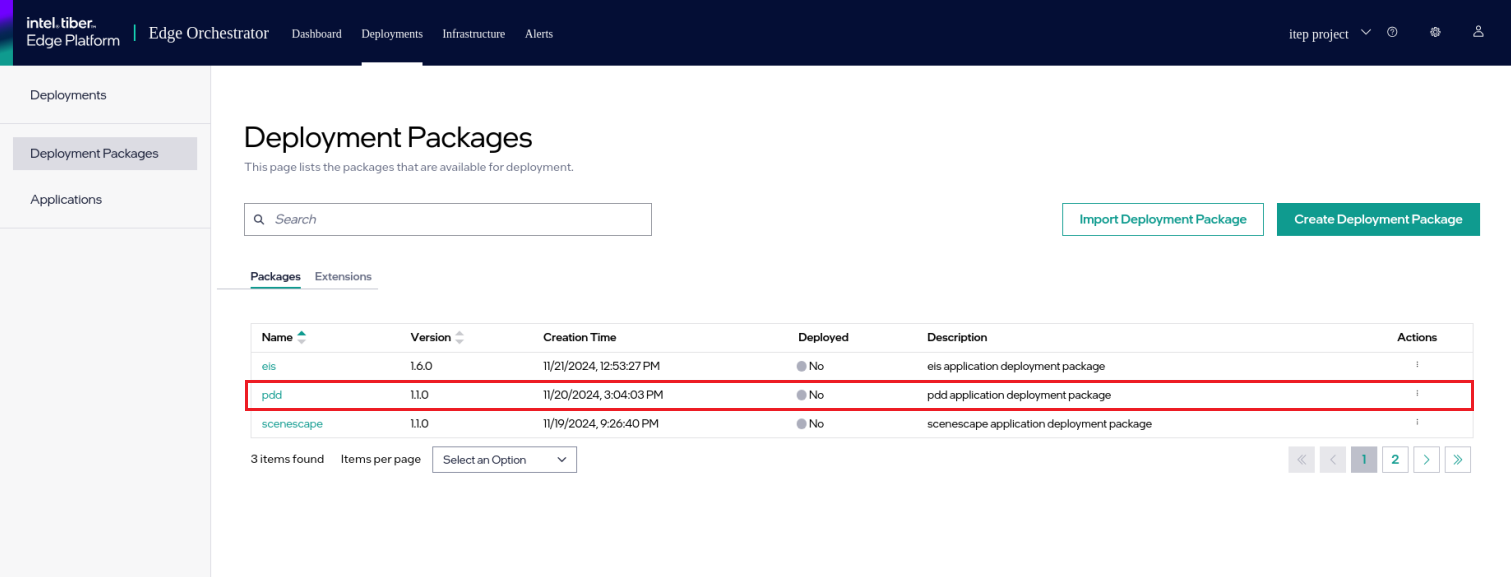 intel. tiber™
Edge Platform
Edge Orchestrator
Dashboard
Deployments
Infrastructure
Alerts
itep project
Deployments
Deployment Packages
Applications
Deployment Packages
This page lists the packages that are available for deployment.
Search
Import Deployment Package
Create Deployment Package
Packages
Extensions
Name Version Creation Time Deployed Description Actions
eis 1.6.0 11/21/2024, 12:53:27 PM No eis application deployment package
pdd 1.1.0 11/20/2024, 3:04:03 PM No pdd application deployment package
scenescape 1.1.0 11/19/2024, 9:26:40 PM No scenescape application deployment package
3 items found Items per page Select an Option 1 2